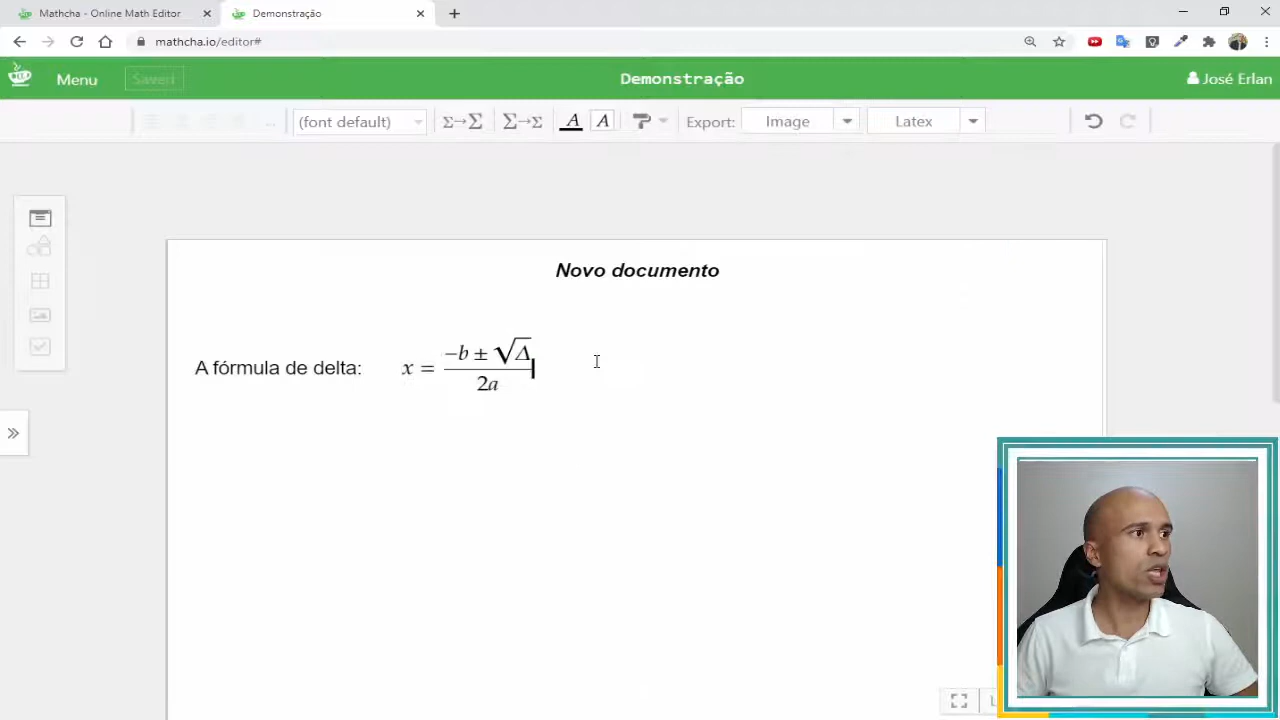 Mathcha - Online Math Editor
Demonstração
mathcha.io/editor#
Menu
Saved
Demonstração
José Erlan
(font default)
Σ→Σ
Σ→Σ
A
A
Export:
Image
Latex
Novo documento
A fórmula de delta: x = −b ± √Δ / 2a